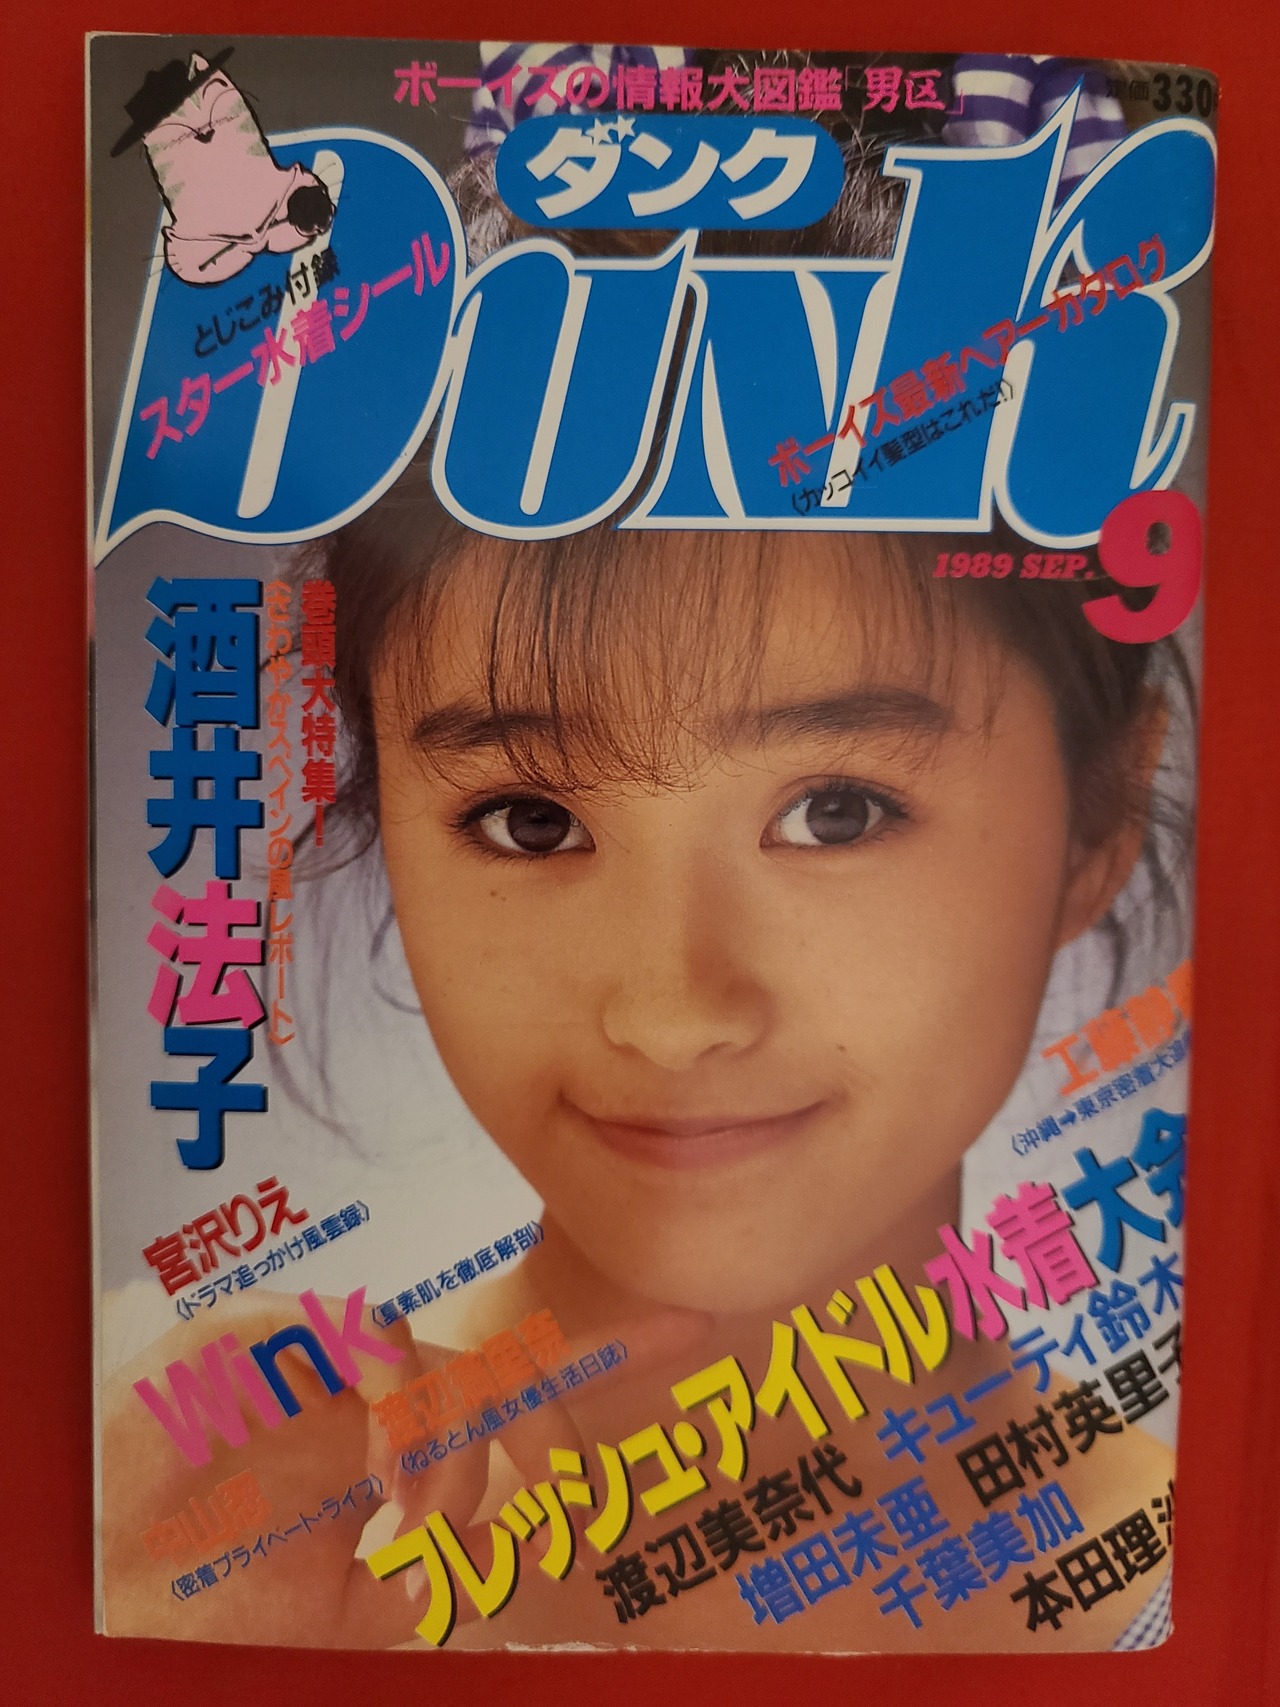 ボーイズの情報大図鑑「男区」
定価330
ダンク
DUNK
とじこみ付録
スター水着シール
ボーイズ最新ヘアーカタログ
〈カッコイイ髪型はこれだ!〉
1989 SEP. 9
巻頭大特集!
〈さわやかスペインの風レポート〉
酒井法子
工藤静
〈沖縄→東京密着大追
宮沢りえ
〈ドラマ追っかけ風雲録〉
Wink
〈夏素肌を徹底解剖〉
渡辺満里奈
〈ねるとん風女優生活日誌〉
中山忍
〈密着プライベート・ライフ〉
フレッシュ・アイドル水着大会
渡辺美奈代
キューティ鈴木
増田未亜
田村英里子
千葉美加
本田理沙